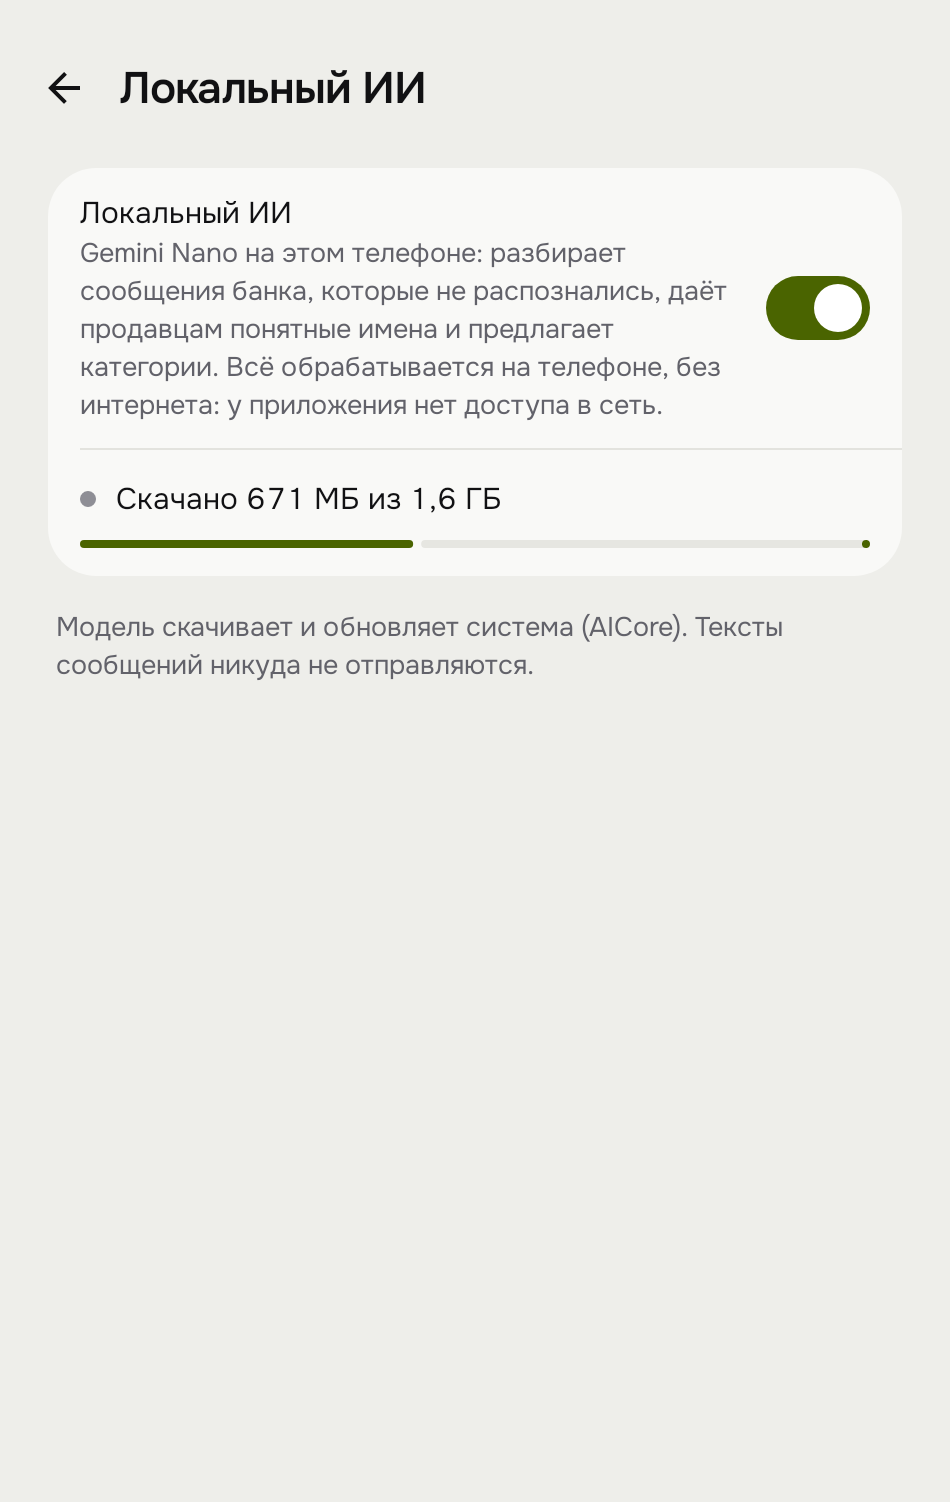 Локальный ИИ
Локальный ИИ
Gemini Nano на этом телефоне: разбирает
сообщения банка, которые не распознались, даёт
продавцам понятные имена и предлагает
категории. Всё обрабатывается на телефоне, без
интернета: у приложения нет доступа в сеть.
Скачано 671 МБ из 1,6 ГБ
Модель скачивает и обновляет система (AICore). Тексты
сообщений никуда не отправляются.